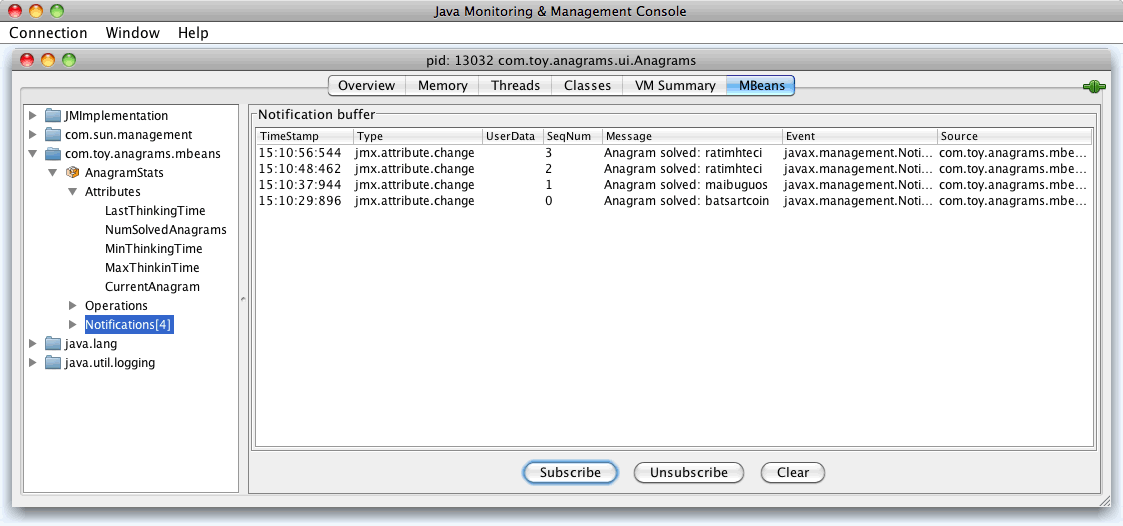 Java Monitoring & Management Console
Connection Window Help
pid: 13032 com.toy.anagrams.ui.Anagrams
Overview Memory Threads Classes VM Summary MBeans
JMImplementation
com.sun.management
com.toy.anagrams.mbeans
AnagramStats
Attributes
LastThinkingTime
NumSolvedAnagrams
MinThinkingTime
MaxThinkinTime
CurrentAnagram
Operations
Notifications[4]
java.lang
java.util.logging
Notification buffer
TimeStamp Type UserData SeqNum Message Event Source
15:10:56:544 jmx.attribute.change 3 Anagram solved: ratimhteci javax.management.Noti... com.toy.anagrams.mbe...
15:10:48:462 jmx.attribute.change 2 Anagram solved: ratimhteci javax.management.Noti... com.toy.anagrams.mbe...
15:10:37:944 jmx.attribute.change 1 Anagram solved: maibuguos javax.management.Noti... com.toy.anagrams.mbe...
15:10:29:896 jmx.attribute.change 0 Anagram solved: batsartcoin javax.management.Noti... com.toy.anagrams.mbe...
Subscribe Unsubscribe Clear